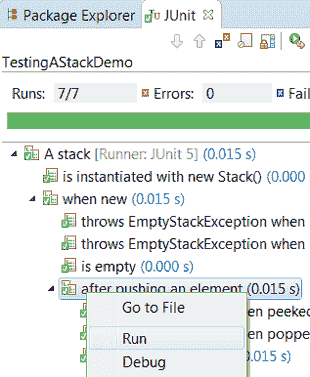 Package Explorer JUnit
TestingAStackDemo
Runs: 7/7 Errors: 0 Fail
A stack [Runner: JUnit 5] (0.015 s)
is instantiated with new Stack() (0.000
when new (0.015 s)
throws EmptyStackException when
throws EmptyStackException when
is empty (0.000 s)
after pushing an element (0.015 s)
Go to File
en peeked
Run
en poppe
Debug
0.015 s)